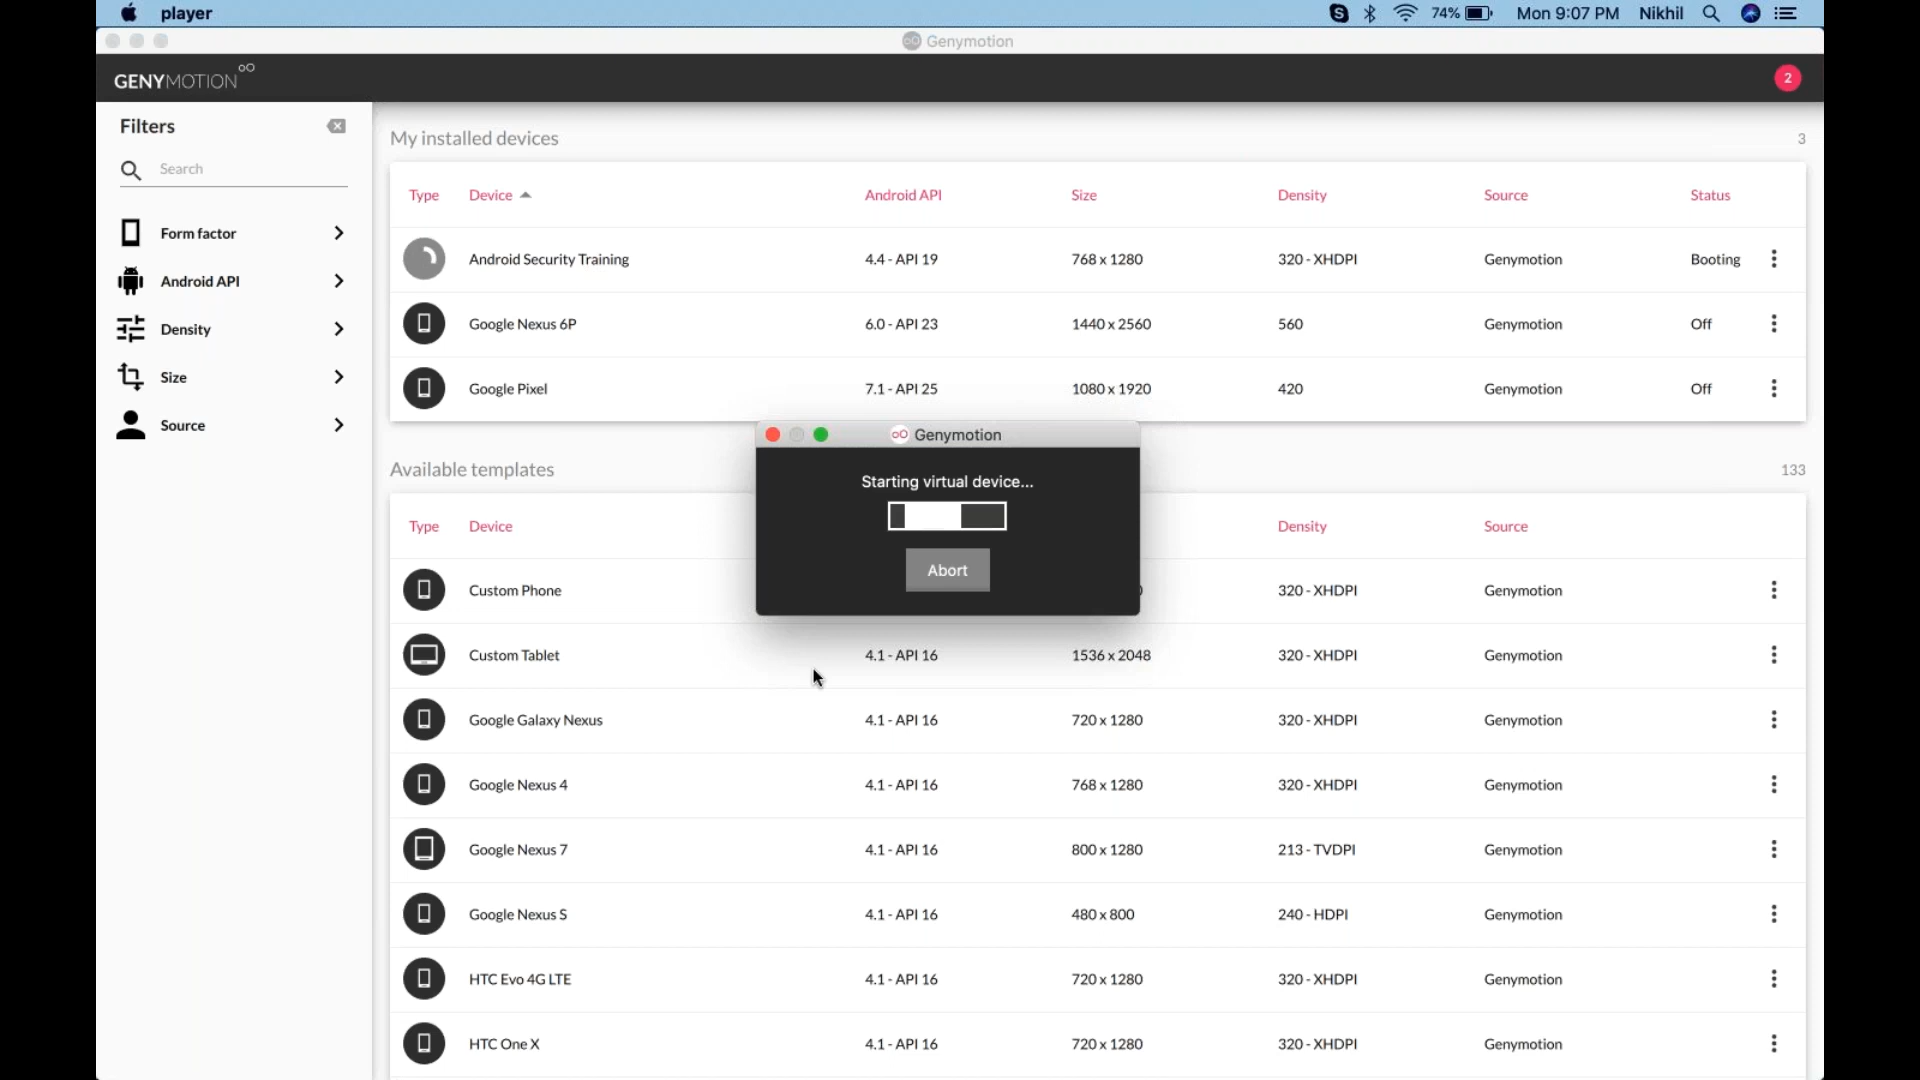 player 74% Mon 9:07 PM Nikhil
Genymotion
GENYMOTION 2
Filters
Search
Form factor
Android API
Density
Size
Source
My installed devices 3
Type Device Android API Size Density Source Status
Android Security Training 4.4 - API 19 768 x 1280 320 - XHDPI Genymotion Booting
Google Nexus 6P 6.0 - API 23 1440 x 2560 560 Genymotion Off
Google Pixel 7.1 - API 25 1080 x 1920 420 Genymotion Off
Genymotion
Starting virtual device...
Abort
Available templates 133
Type Device Density Source
Custom Phone 320 - XHDPI Genymotion
Custom Tablet 4.1 - API 16 1536 x 2048 320 - XHDPI Genymotion
Google Galaxy Nexus 4.1 - API 16 720 x 1280 320 - XHDPI Genymotion
Google Nexus 4 4.1 - API 16 768 x 1280 320 - XHDPI Genymotion
Google Nexus 7 4.1 - API 16 800 x 1280 213 - TVDPI Genymotion
Google Nexus S 4.1 - API 16 480 x 800 240 - HDPI Genymotion
HTC Evo 4G LTE 4.1 - API 16 720 x 1280 320 - XHDPI Genymotion
HTC One X 4.1 - API 16 720 x 1280 320 - XHDPI Genymotion